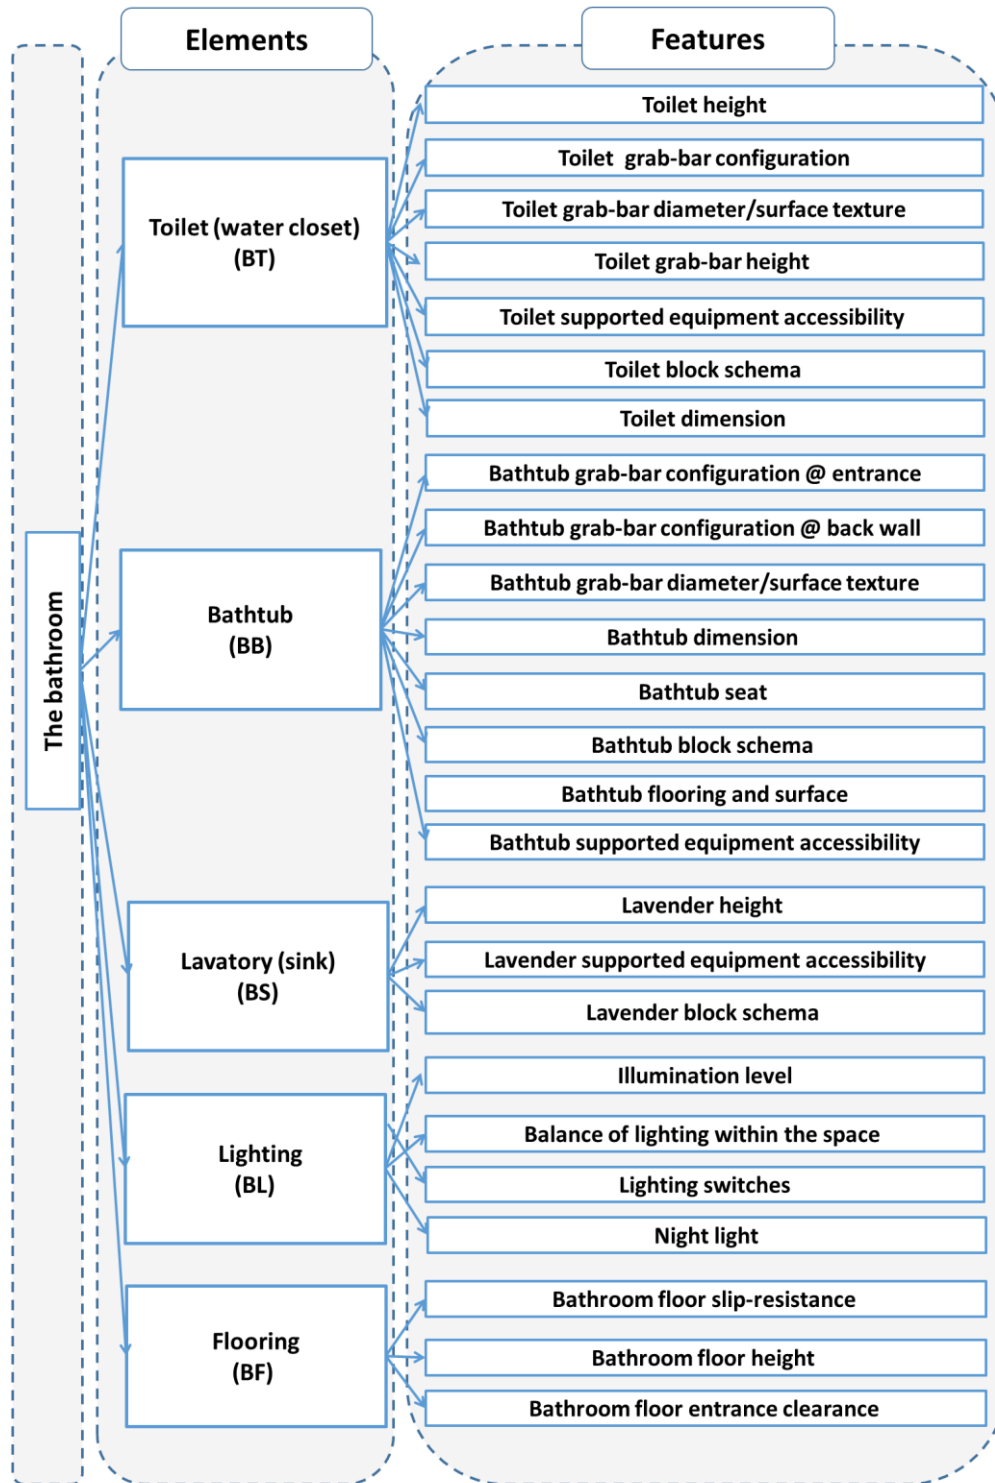 Elements
Features
The bathroom
Toilet (water closet)
(BT)
Toilet height
Toilet grab-bar configuration
Toilet grab-bar diameter/surface texture
Toilet grab-bar height
Toilet supported equipment accessibility
Toilet block schema
Toilet dimension
Bathtub
(BB)
Bathtub grab-bar configuration @ entrance
Bathtub grab-bar configuration @ back wall
Bathtub grab-bar diameter/surface texture
Bathtub dimension
Bathtub seat
Bathtub block schema
Bathtub flooring and surface
Bathtub supported equipment accessibility
Lavatory (sink)
(BS)
Lavender height
Lavender supported equipment accessibility
Lavender block schema
Lighting
(BL)
Illumination level
Balance of lighting within the space
Lighting switches
Night light
Flooring
(BF)
Bathroom floor slip-resistance
Bathroom floor height
Bathroom floor entrance clearance